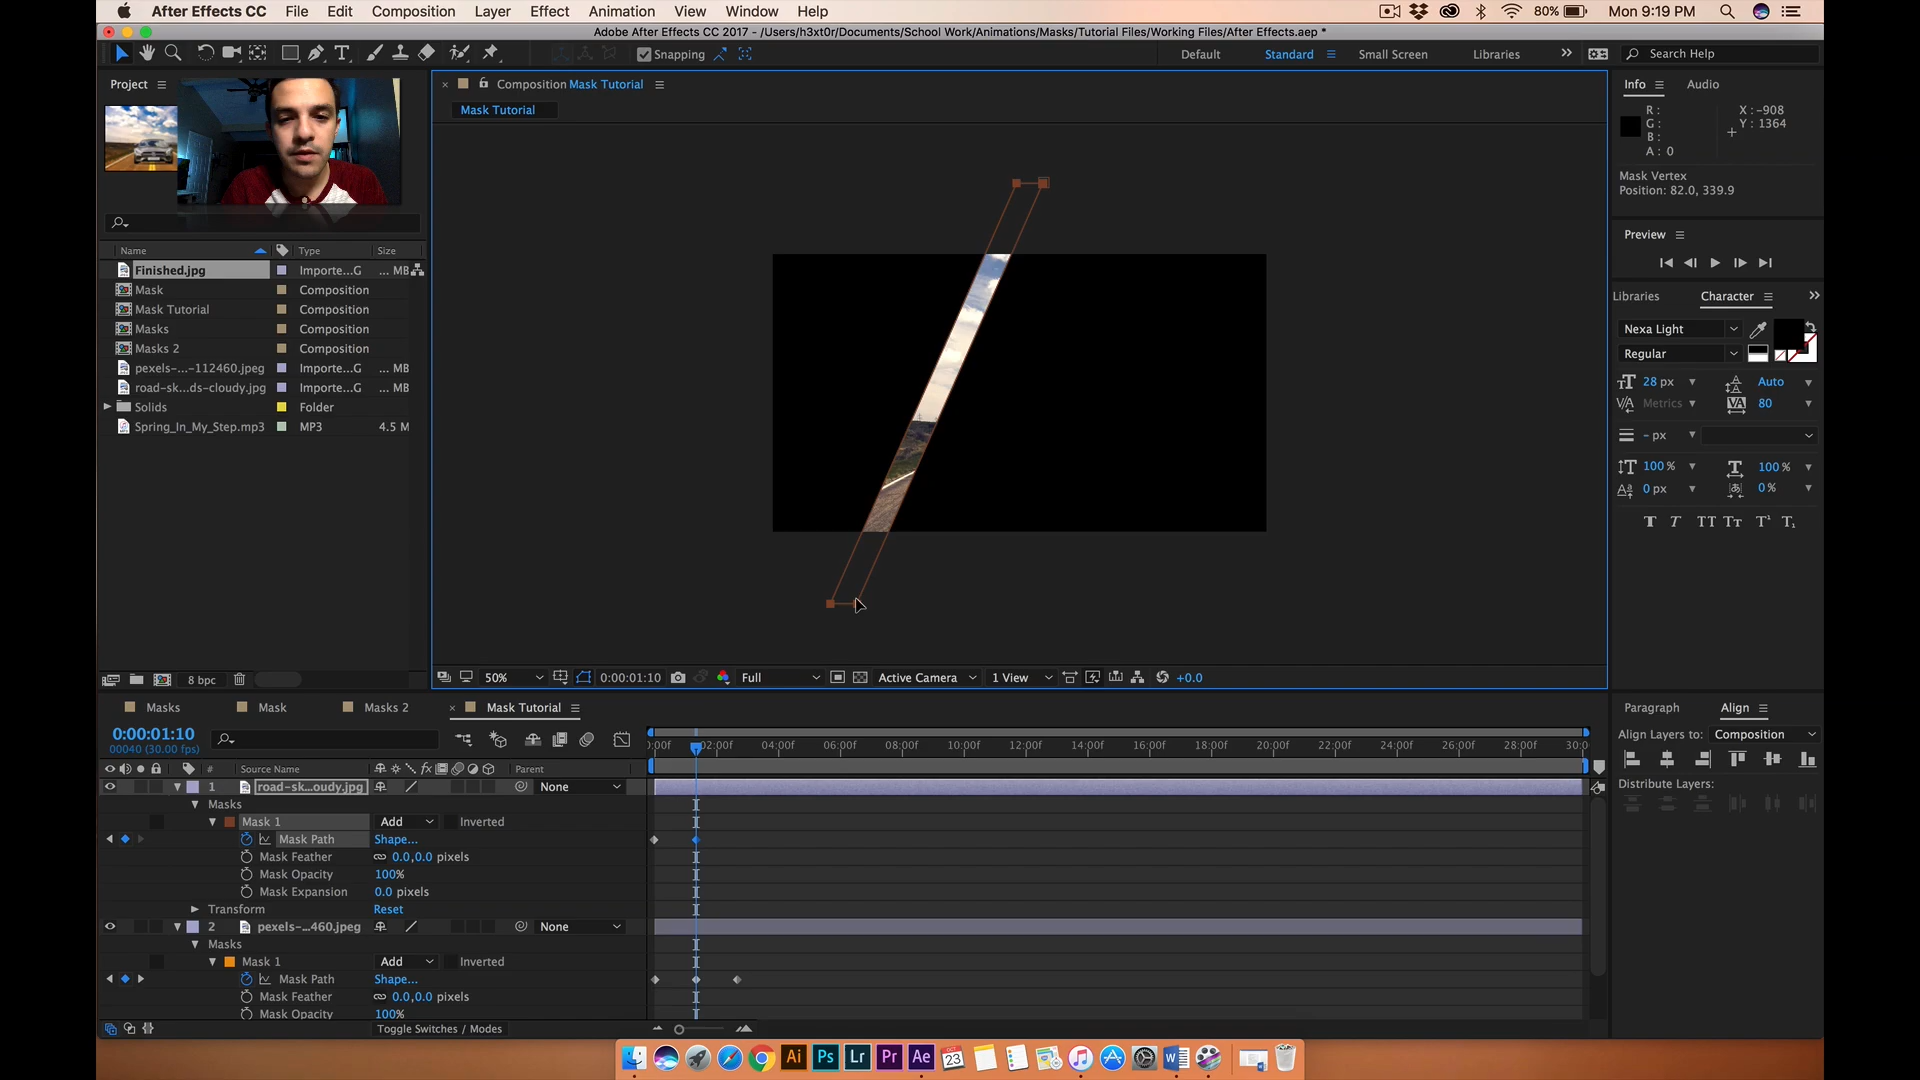 After Effects CC File Edit Composition Layer Effect Animation View Window Help 80% Mon 9:19 PM
Adobe After Effects CC 2017 - /Users/h3xt0r/Documents/School Work/Animations/Masks/Tutorial Files/Working Files/After Effects.aep *
Snapping Default Standard Small Screen Libraries Search Help
Project
Composition Mask Tutorial
Mask Tutorial
Info Audio
R : X : -908
G : Y : 1364
B :
A : 0
Mask Vertex
Position: 82.0, 339.9
Preview
Libraries Character
Nexa Light
Regular
28 px Auto
Metrics 80
- px
100 % 100 %
0 px 0 %
T T TT Tт T¹ T₁
Name Type Size
Finished.jpg Importe...G ... MB
Mask Composition
Mask Tutorial Composition
Masks Composition
Masks 2 Composition
pexels-...-112460.jpeg Importe...G ... MB
road-sk...ds-cloudy.jpg Importe...G ... MB
Solids Folder
Spring_In_My_Step.mp3 MP3 4.5 M
8 bpc
50% 0:00:01:10 Full Active Camera 1 View +0.0
Masks Mask Masks 2 Mask Tutorial
0:00:01:10
00040 (30.00 fps)
:00f 02:00f 04:00f 06:00f 08:00f 10:00f 12:00f 14:00f 16:00f 18:00f 20:00f 22:00f 24:00f 26:00f 28:00f 30:0
# Source Name fx Parent
1 road-sk...oudy.jpg None
Masks
Mask 1 Add Inverted
Mask Path Shape...
Mask Feather 0.0,0.0 pixels
Mask Opacity 100%
Mask Expansion 0.0 pixels
Transform Reset
2 pexels-...460.jpeg None
Masks
Mask 1 Add Inverted
Mask Path Shape...
Mask Feather 0.0,0.0 pixels
Mask Opacity 100%
Toggle Switches / Modes
Paragraph Align
Align Layers to: Composition
Distribute Layers:
Ai Ps Lr Pr Ae OCT 23 W